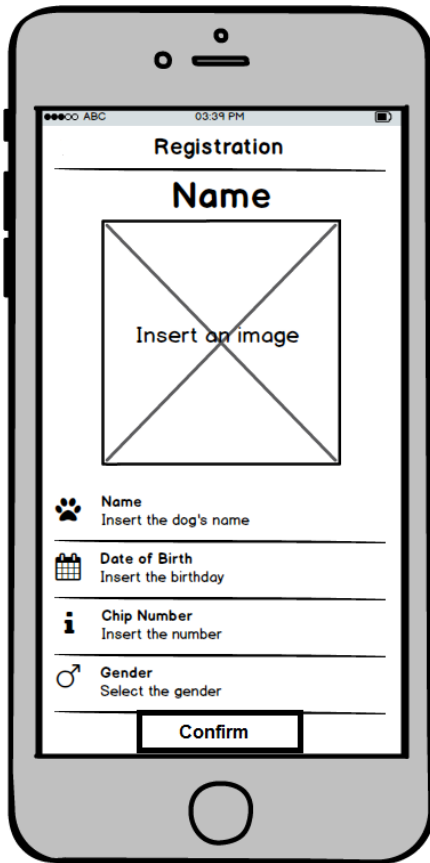 ABC 03:39 PM
Registration
Name
Insert an image
Name
Insert the dog's name
Date of Birth
Insert the birthday
Chip Number
Insert the number
Gender
Select the gender
Confirm